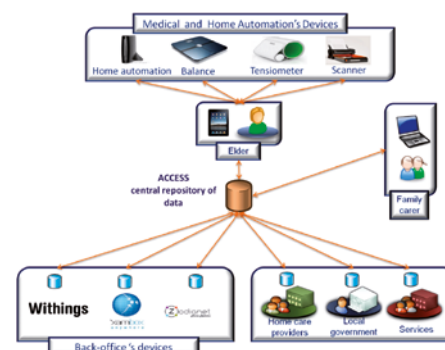 Medical and Home Automation's Devices
Home automation
Balance
Tensiometer
Scanner
Elder
ACCESS
central repository of
data
Family
carer
Withings
Zodianet
Home care
providers
Local
government
Services
Back-office's devices